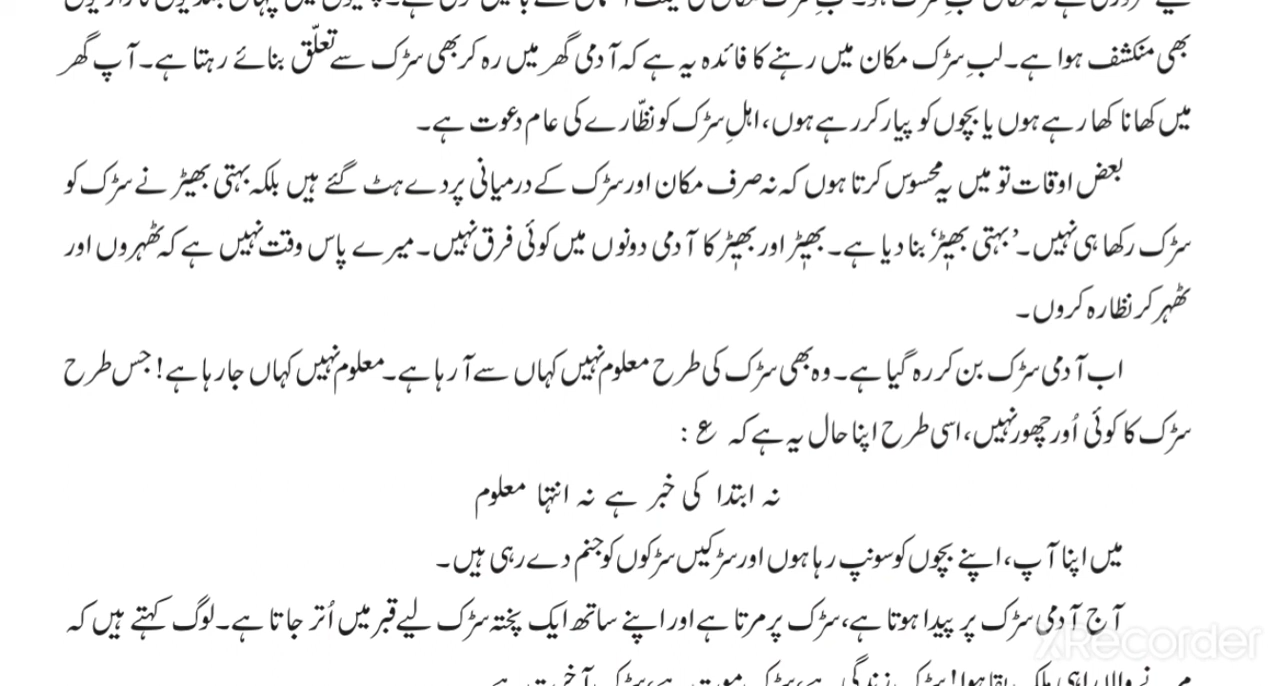 بھی منکشف ہوا ہے۔ لبِ سڑک مکان میں رہنے کا فائدہ یہ ہے کہ آدمی گھر میں رہ کر بھی سڑک سے تعلّق بنائے رہتا ہے۔ آپ گھر
میں کھانا کھا رہے ہوں یا بچوں کو پیار کر رہے ہوں، اہلِ سڑک کو نظّارے کی عام دعوت ہے۔
بعض اوقات تو میں یہ محسوس کرتا ہوں کہ نہ صرف مکان اور سڑک کے درمیانی پردے ہٹ گئے ہیں بلکہ بہتی بھیڑ نے سڑک کو
سڑک رکھا ہی نہیں۔ ’بہتی بھیڑ‘ بنا دیا ہے۔ بھیڑ اور بھیڑ کا آدمی دونوں میں کوئی فرق نہیں۔ میرے پاس وقت نہیں ہے کہ ٹھہروں اور
ٹھہر کر نظارہ کروں۔
اب آدمی سڑک بن کر رہ گیا ہے۔ وہ بھی سڑک کی طرح معلوم نہیں کہاں سے آ رہا ہے۔ معلوم نہیں کہاں جا رہا ہے! جس طرح
سڑک کا کوئی اُور چھور نہیں، اسی طرح اپنا حال یہ ہے کہ ع :
نہ ابتدا کی خبر ہے نہ انتہا معلوم
میں اپنا آپ، اپنے بچوں کو سونپ رہا ہوں اور سڑکیں سڑکوں کو جنم دے رہی ہیں۔
آج آدمی سڑک پر پیدا ہوتا ہے، سڑک پر مرتا ہے اور اپنے ساتھ ایک پختہ سڑک لیے قبر میں اُتر جاتا ہے۔ لوگ کہتے ہیں کہ
XRecorder